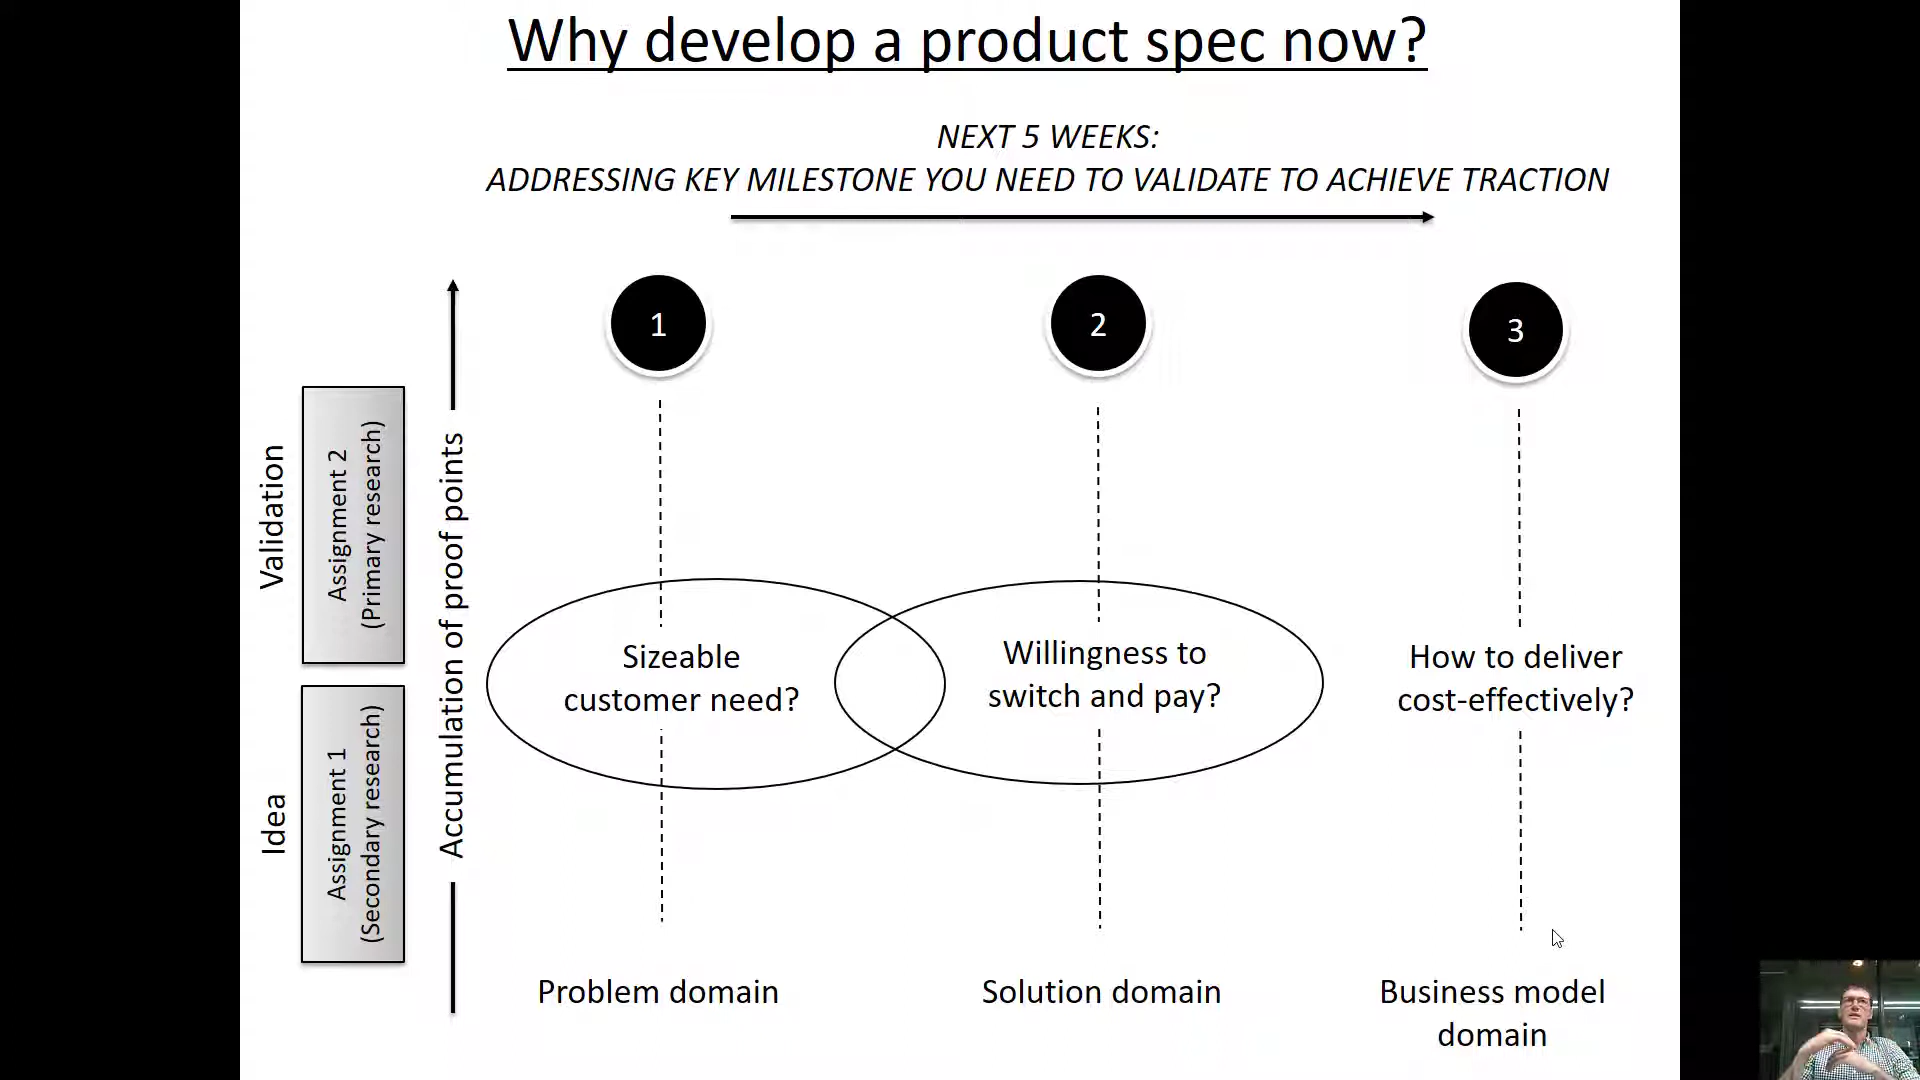 Why develop a product spec now?
NEXT 5 WEEKS:
ADDRESSING KEY MILESTONE YOU NEED TO VALIDATE TO ACHIEVE TRACTION
1
2
3
Validation
Assignment 2
(Primary research)
Idea
Assignment 1
(Secondary research)
Accumulation of proof points
Sizeable
customer need?
Willingness to
switch and pay?
How to deliver
cost-effectively?
Problem domain
Solution domain
Business model
domain